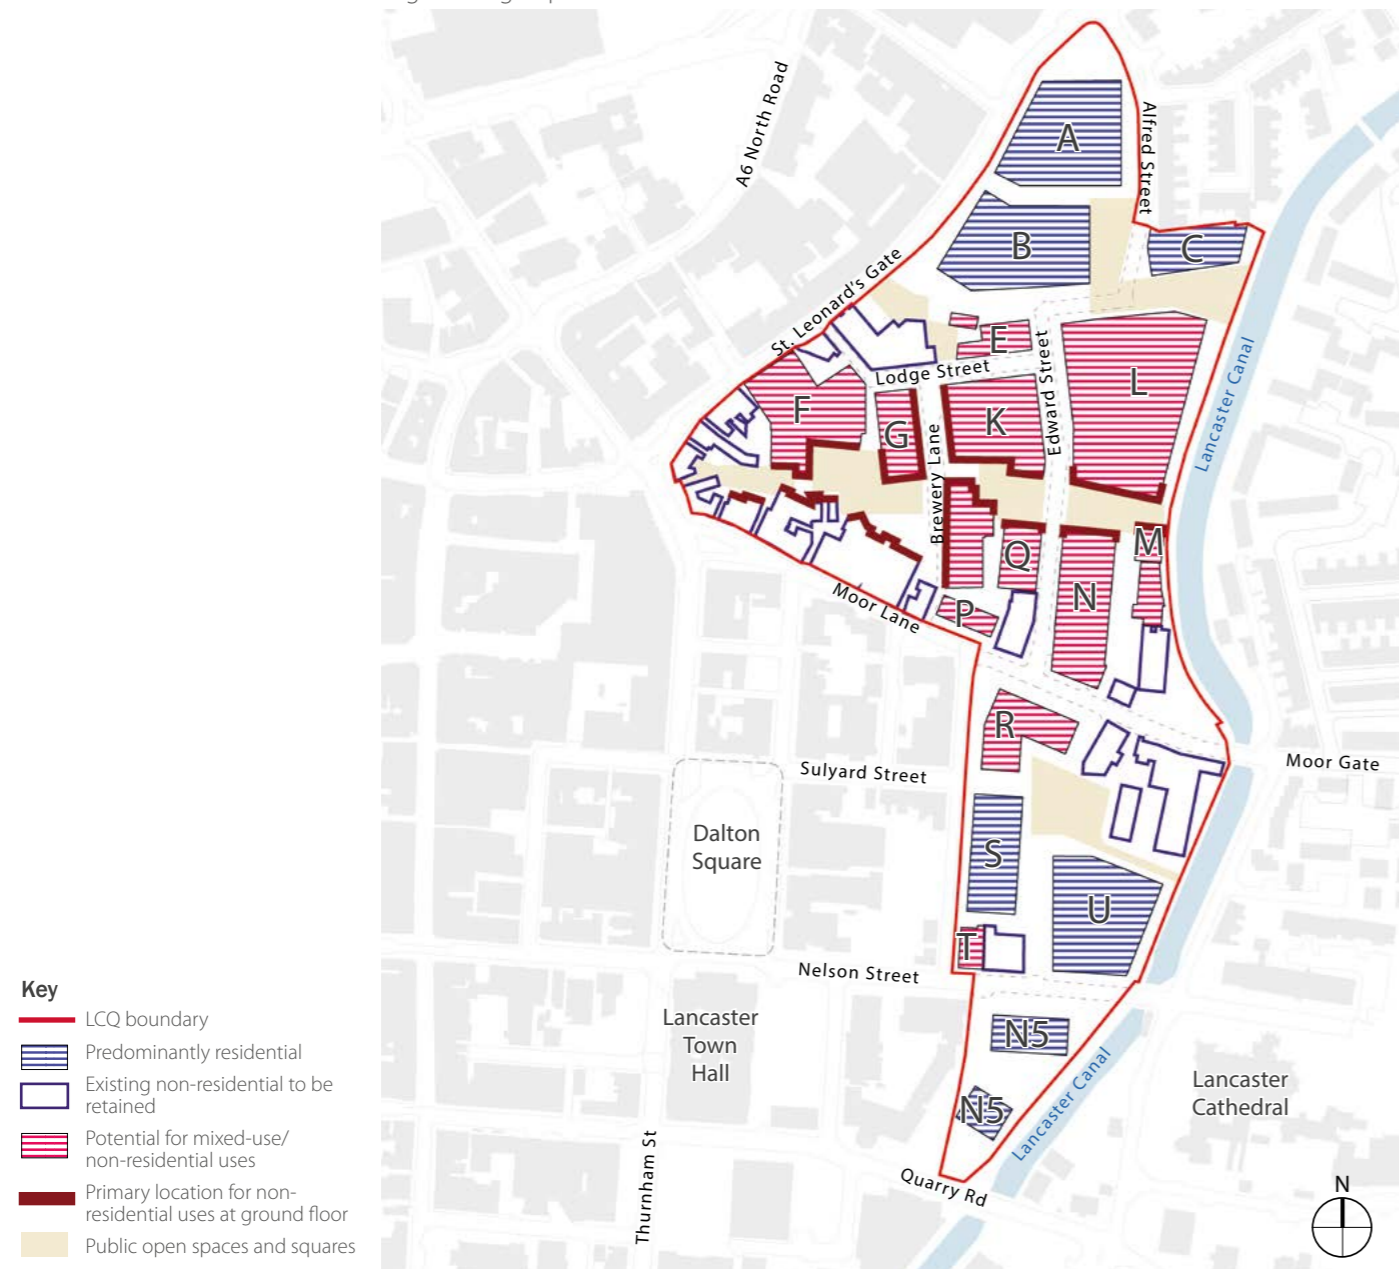 A6 North Road
Alfred Street
A
B
C
St. Leonard's Gate
E
Lodge Street
Edward Street
L
Lancaster Canal
F
G
K
Brewery Lane
M
Q
N
P
Moor Lane
R
Sulyard Street
Moor Gate
Dalton
Square
S
U
T
Nelson Street
Lancaster
Town
Hall
N5
N5
Lancaster Canal
Lancaster
Cathedral
Thurnham St
Quarry Rd
N
Key
LCQ boundary
Predominantly residential
Existing non-residential to be
retained
Potential for mixed-use/
non-residential uses
Primary location for non-
residential uses at ground floor
Public open spaces and squares